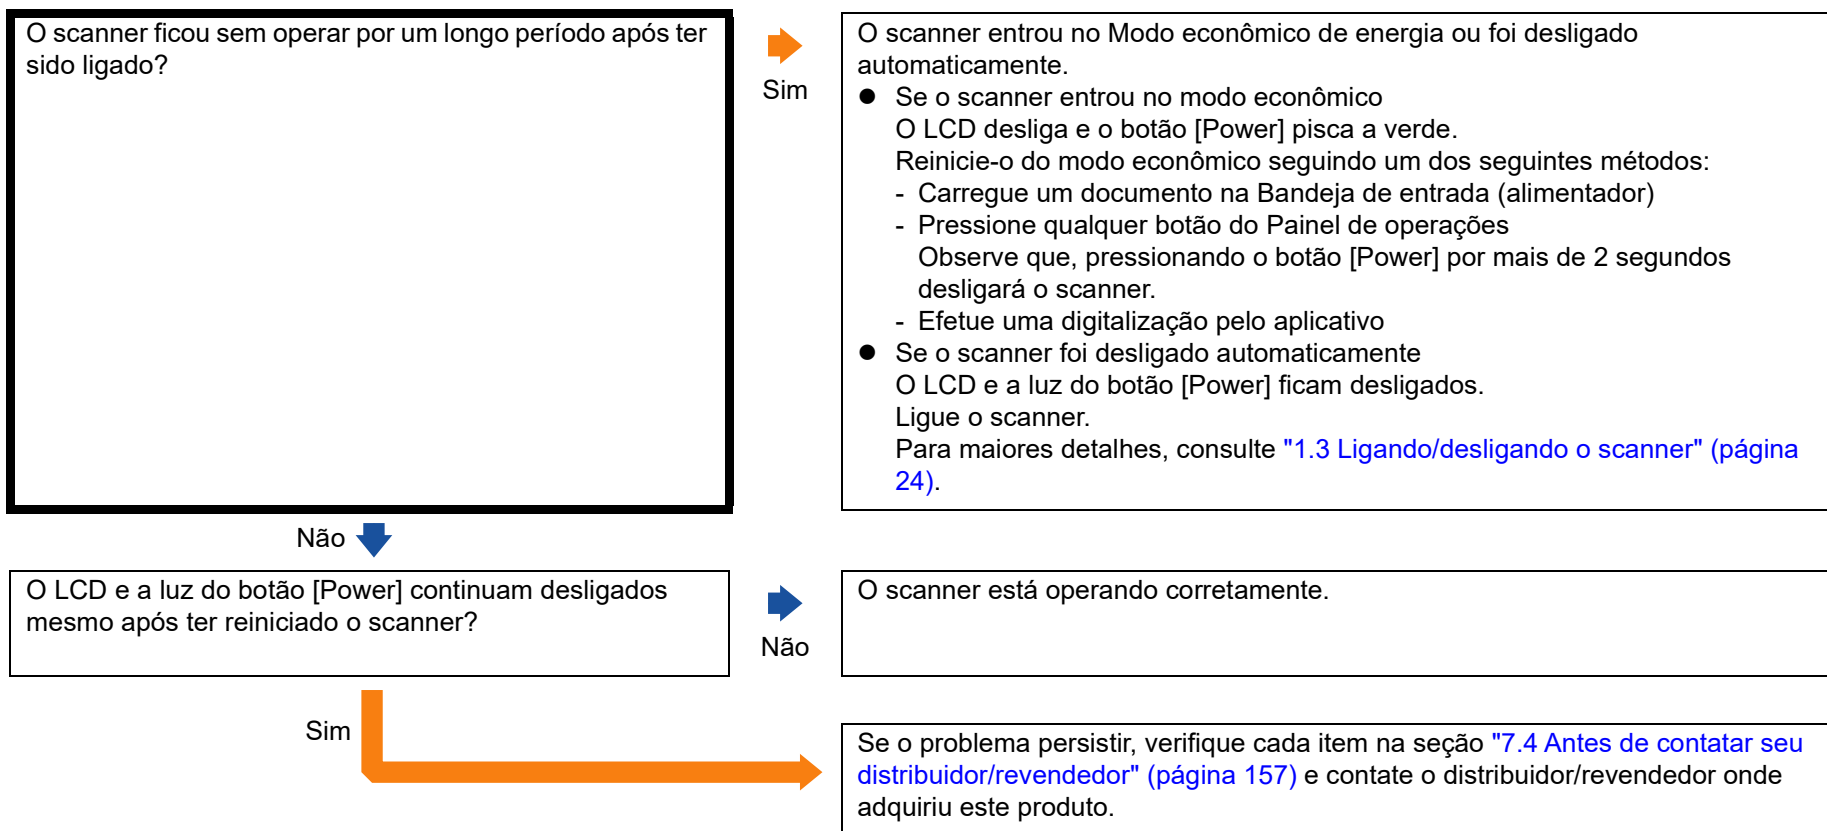 O scanner ficou sem operar por um longo período após ter
sido ligado?
Sim
O scanner entrou no Modo econômico de energia ou foi desligado
automaticamente.
● Se o scanner entrou no modo econômico
O LCD desliga e o botão [Power] pisca a verde.
Reinicie-o do modo econômico seguindo um dos seguintes métodos:
- Carregue um documento na Bandeja de entrada (alimentador)
- Pressione qualquer botão do Painel de operações
Observe que, pressionando o botão [Power] por mais de 2 segundos
desligará o scanner.
- Efetue uma digitalização pelo aplicativo
● Se o scanner foi desligado automaticamente
O LCD e a luz do botão [Power] ficam desligados.
Ligue o scanner.
Para maiores detalhes, consulte "1.3 Ligando/desligando o scanner" (página
24).
Não
O LCD e a luz do botão [Power] continuam desligados
mesmo após ter reiniciado o scanner?
Não
O scanner está operando corretamente.
Sim
Se o problema persistir, verifique cada item na seção "7.4 Antes de contatar seu
distribuidor/revendedor" (página 157) e contate o distribuidor/revendedor onde
adquiriu este produto.